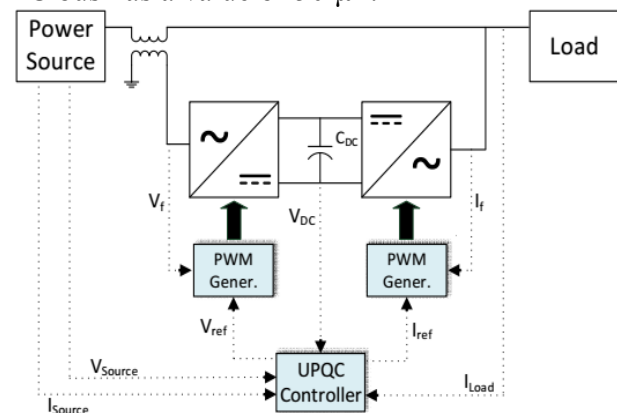 Power
Source
Load
C_DC
V_f
V_DC
I_f
PWM
Gener.
PWM
Gener.
V_ref
I_ref
V_Source
UPQC
Controller
I_Load
I_Source